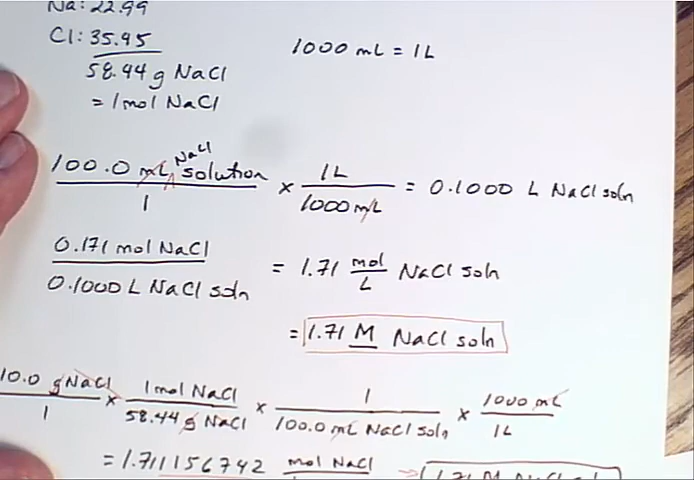 Na: 22.99
Cl: 35.45
58.44 g NaCl
= 1 mol NaCl
1000 mL = 1L
100.0 mL NaCl solution / 1 × 1L / 1000 mL = 0.1000 L NaCl soln
0.171 mol NaCl / 0.1000 L NaCl soln = 1.71 mol/L NaCl soln
= 1.71 M NaCl soln
10.0 g NaCl / 1 × 1 mol NaCl / 58.44 g NaCl × 1 / 100.0 mL NaCl soln × 1000 mL / 1L
= 1.711156742 mol NaCl → 1.71 M NaCl